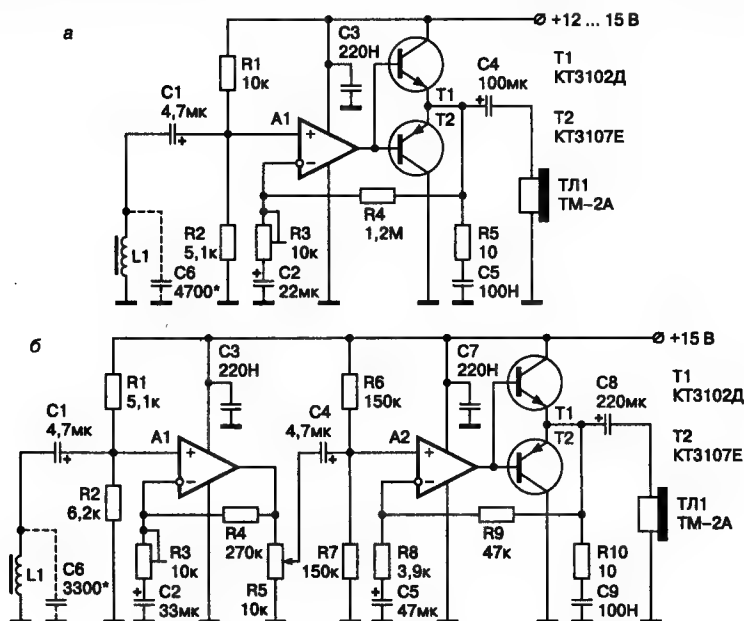 а
+12 ... 15 В
C3
220Н
R1
10к
T1
КТ3102Д
C4
100мк
C1
4,7мк
A1
T1
T2
T2
КТ3107Е
+
+
+
−
ТЛ1
ТМ–2А
R4
1,2М
L1
R2
5,1к
R3
10к
R5
10
+
C6
4700*
C2
22мк
C5
100Н
б
+15 В
C3
220Н
C7
220Н
R1
5,1к
R6
150к
C8
220мк
T1
КТ3102Д
C1
4,7мк
A1
C4
4,7мк
A2
T1
T2
T2
КТ3107Е
+
+
+
+
+
−
−
R2
6,2к
ТЛ1
ТМ–2А
R4
270к
R9
47к
L1
R3
10к
R7
150к
R8
3,9к
R10
10
C6
3300*
+
C2
33мк
R5
10к
+
C5
47мк
C9
100Н